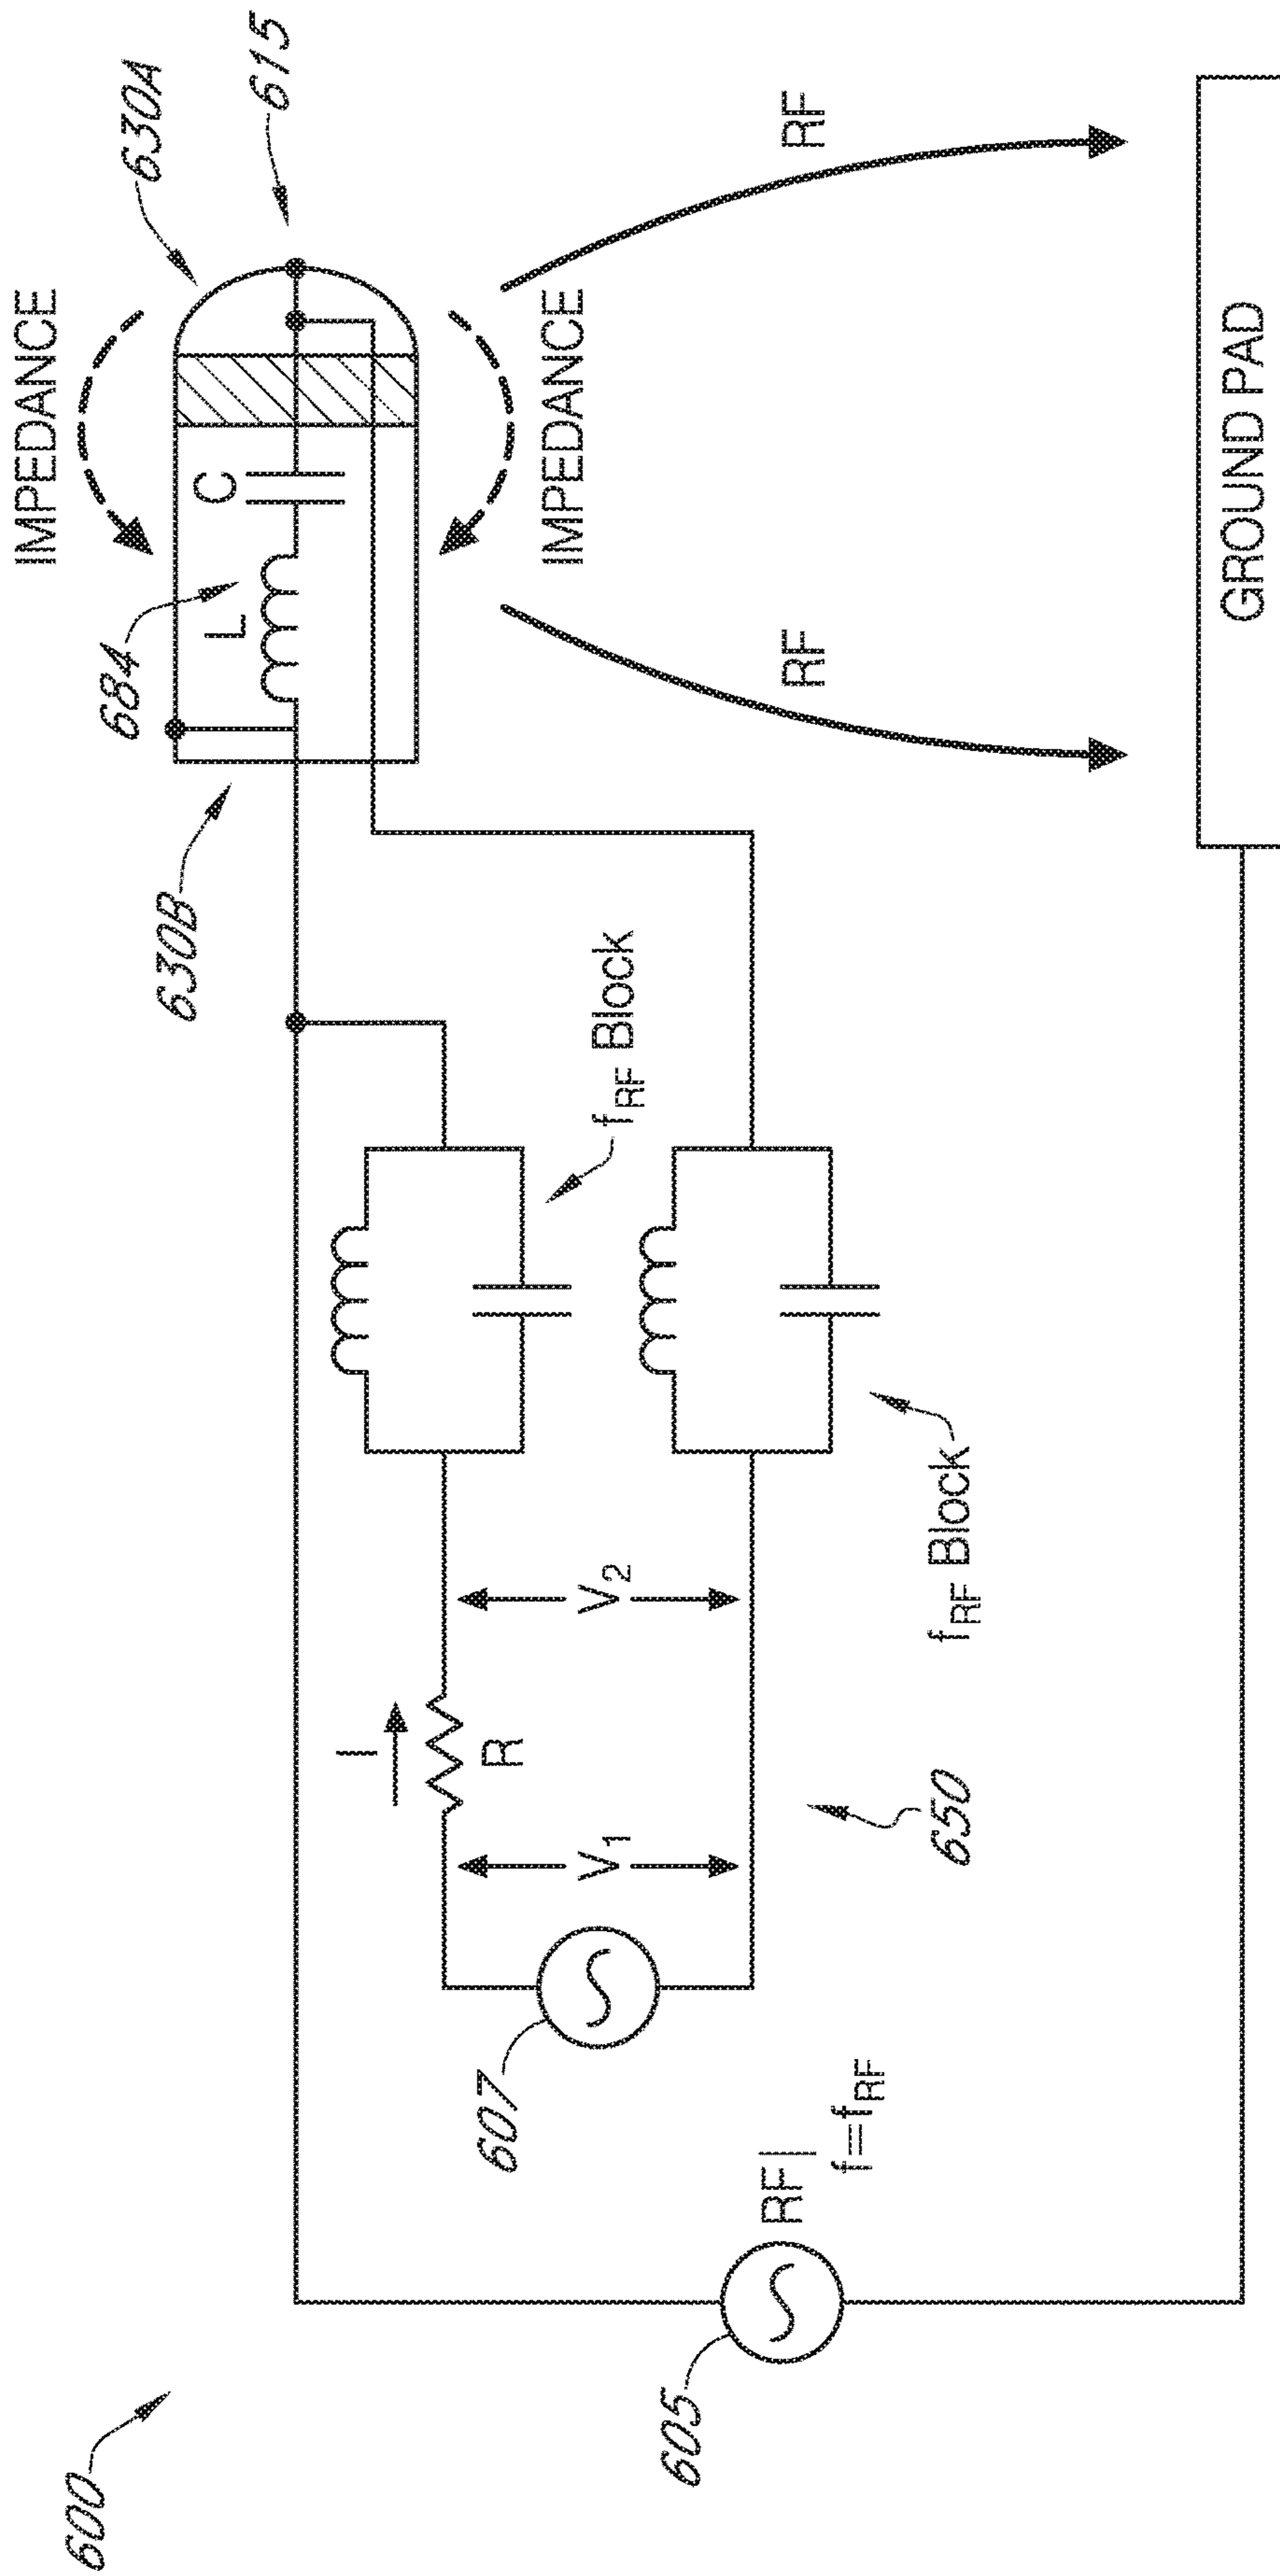 600
605
RF|
f=fRF
607
V1
I
R
650
V2
fRF Block
fRF Block
630B
684
L
C
IMPEDANCE
IMPEDANCE
630A
615
RF
RF
GROUND PAD